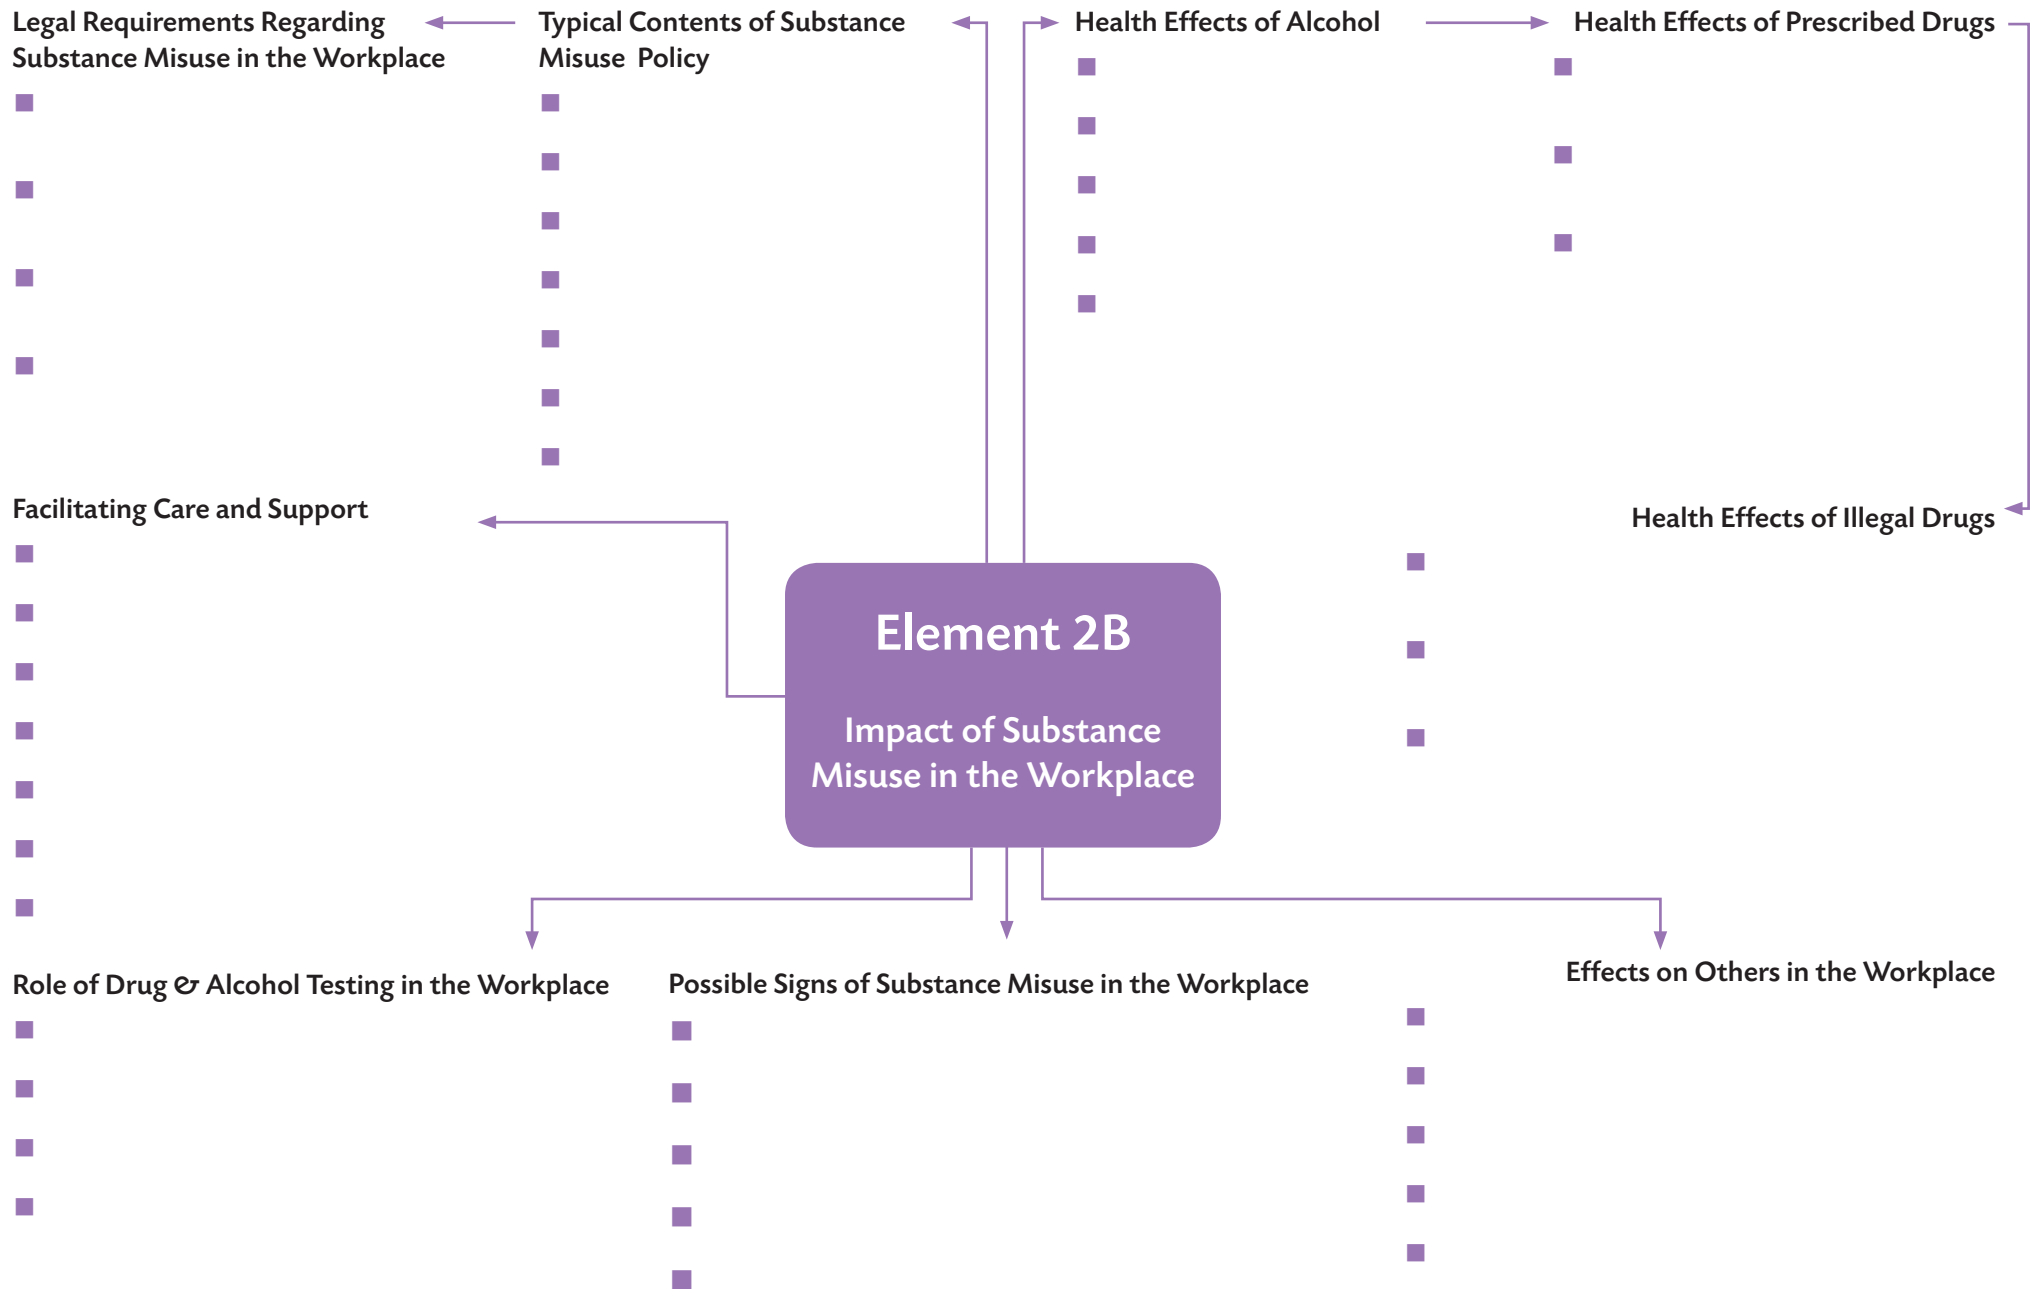 Legal Requirements Regarding
Substance Misuse in the Workplace
Typical Contents of Substance
Misuse Policy
Health Effects of Alcohol
Health Effects of Prescribed Drugs
Facilitating Care and Support
Health Effects of Illegal Drugs
Element 2B
Impact of Substance
Misuse in the Workplace
Role of Drug & Alcohol Testing in the Workplace
Possible Signs of Substance Misuse in the Workplace
Effects on Others in the Workplace